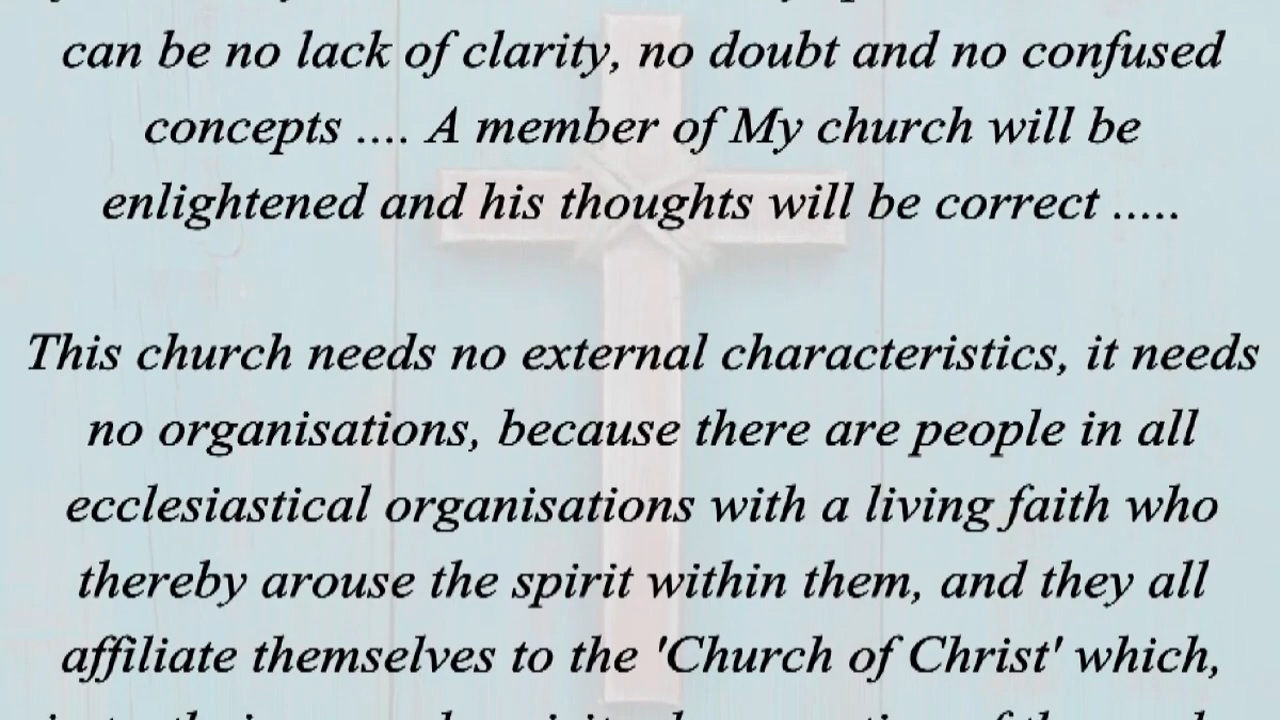 can be no lack of clarity, no doubt and no confused
concepts .... A member of My church will be
enlightened and his thoughts will be correct .....
This church needs no external characteristics, it needs
no organisations, because there are people in all
ecclesiastical organisations with a living faith who
thereby arouse the spirit within them, and they all
affiliate themselves to the 'Church of Christ' which,